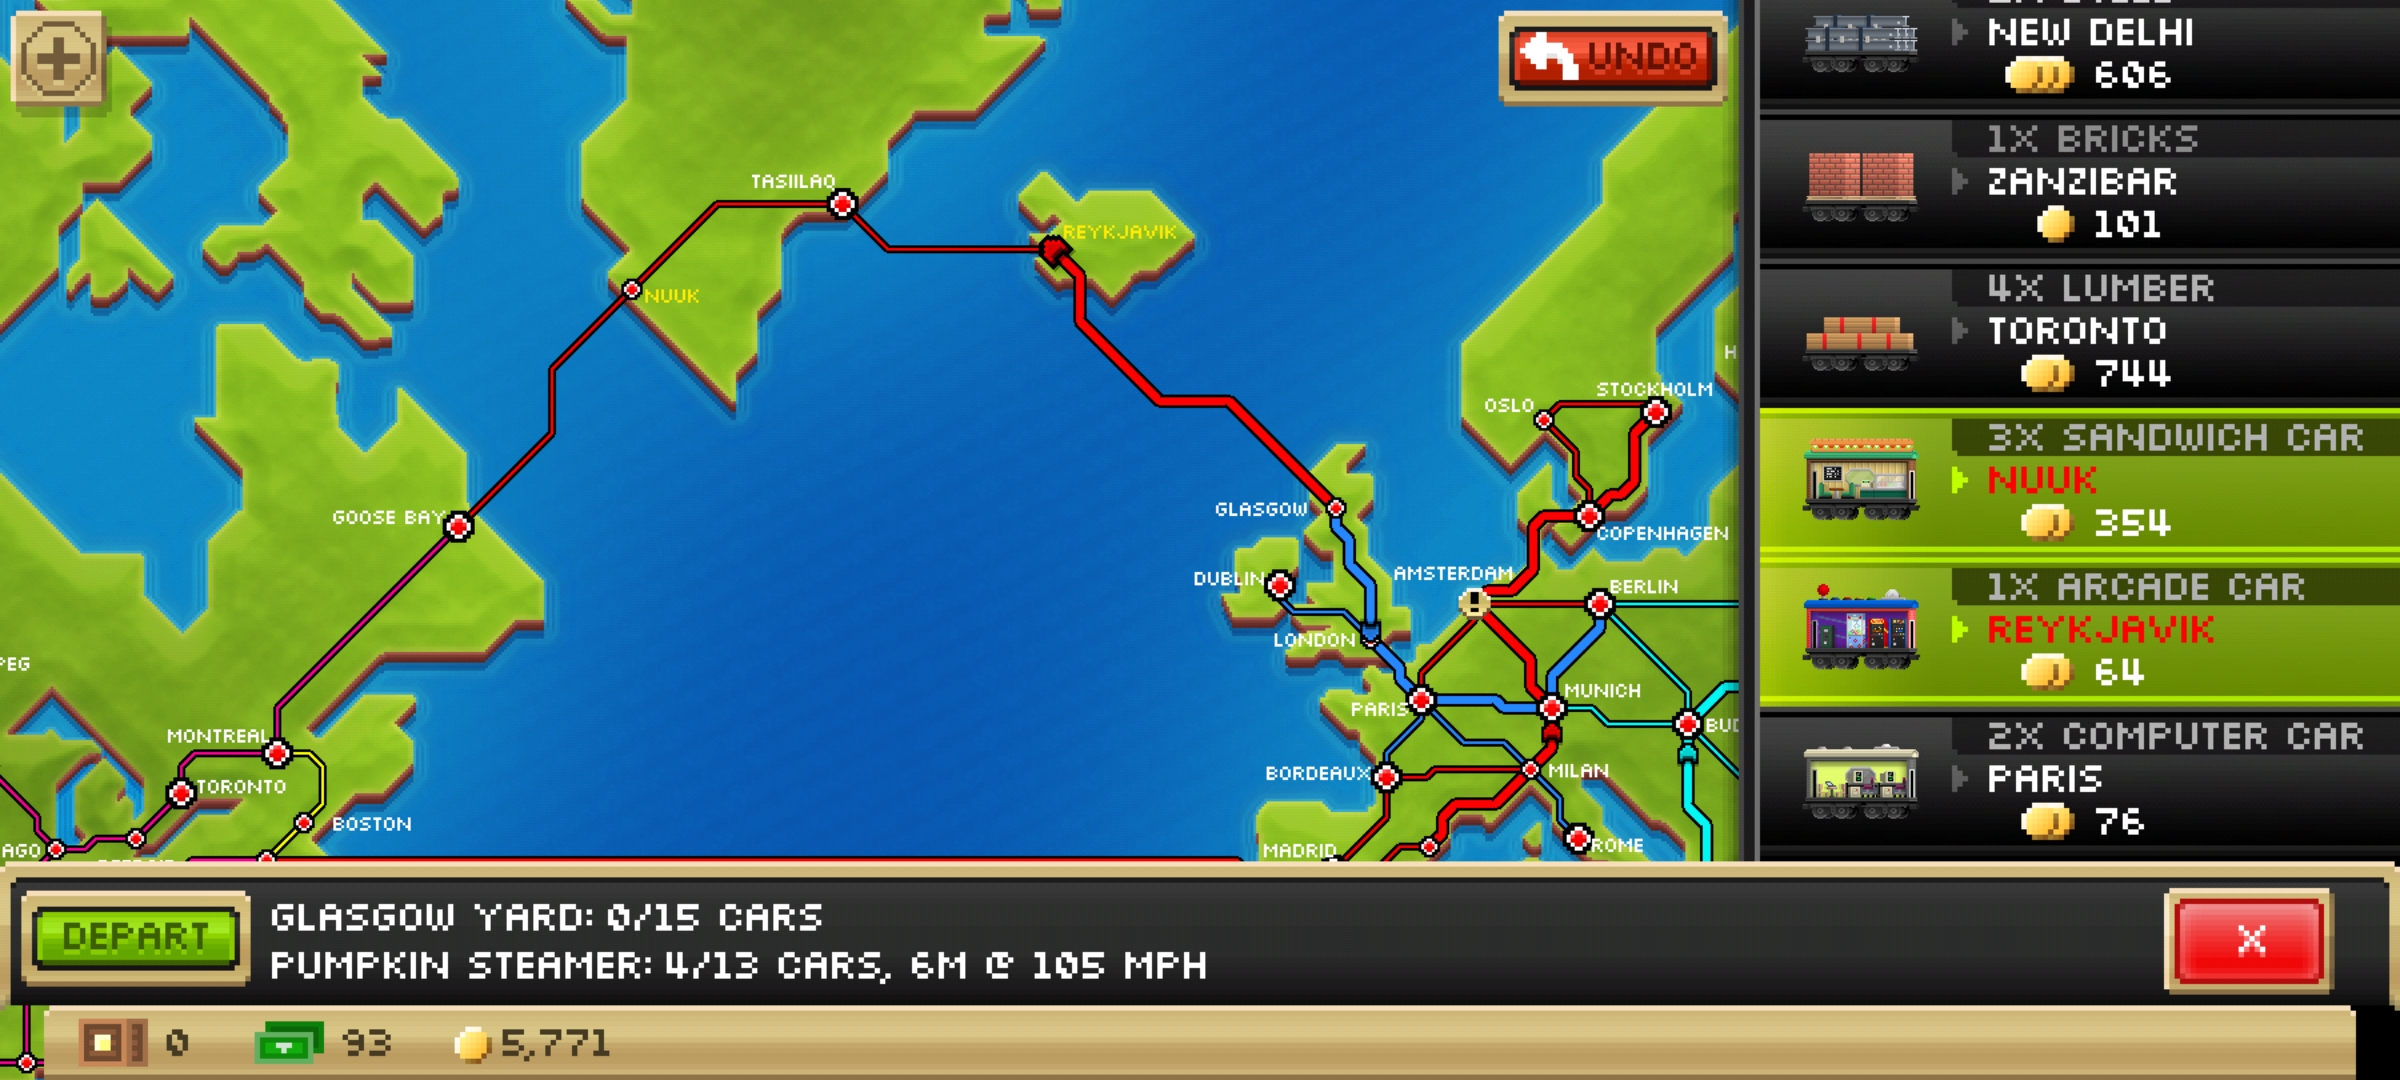 UNDO
TASIILAQ
REYKJAVIK
NUUK
GOOSE BAY
MONTREAL
TORONTO
BOSTON
GLASGOW
DUBLIN
LONDON
OSLO
STOCKHOLM
COPENHAGEN
AMSTERDAM
BERLIN
PARIS
MUNICH
BUD
BORDEAUX
MILAN
MADRID
ROME
PEG
AGO
H
NEW DELHI
606
1X BRICKS
ZANZIBAR
101
4X LUMBER
TORONTO
744
3X SANDWICH CAR
NUUK
354
1X ARCADE CAR
REYKJAVIK
64
2X COMPUTER CAR
PARIS
76
DEPART
GLASGOW YARD: 0/15 CARS
PUMPKIN STEAMER: 4/13 CARS, 6M @ 105 MPH
X
0
93
5,771